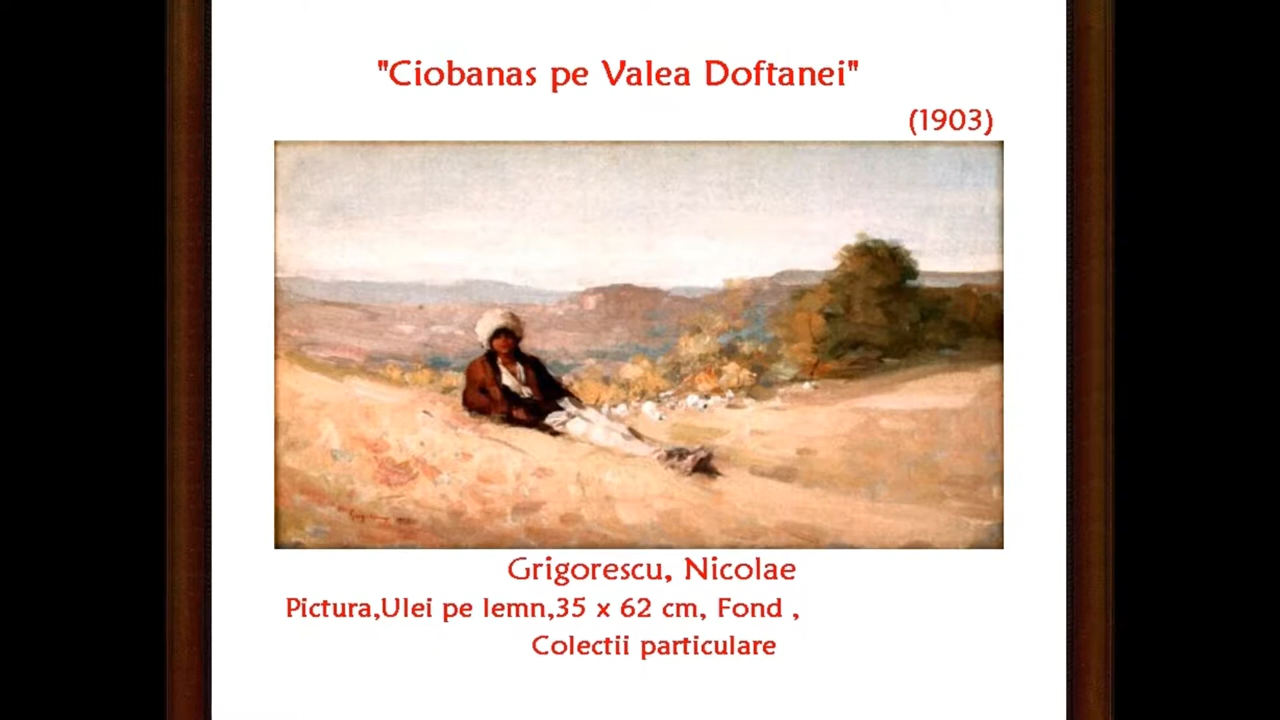 "Ciobanas pe Valea Doftanei"
(1903)
Grigorescu, Nicolae
Pictura,Ulei pe lemn,35 x 62 cm, Fond ,
Colectii particulare